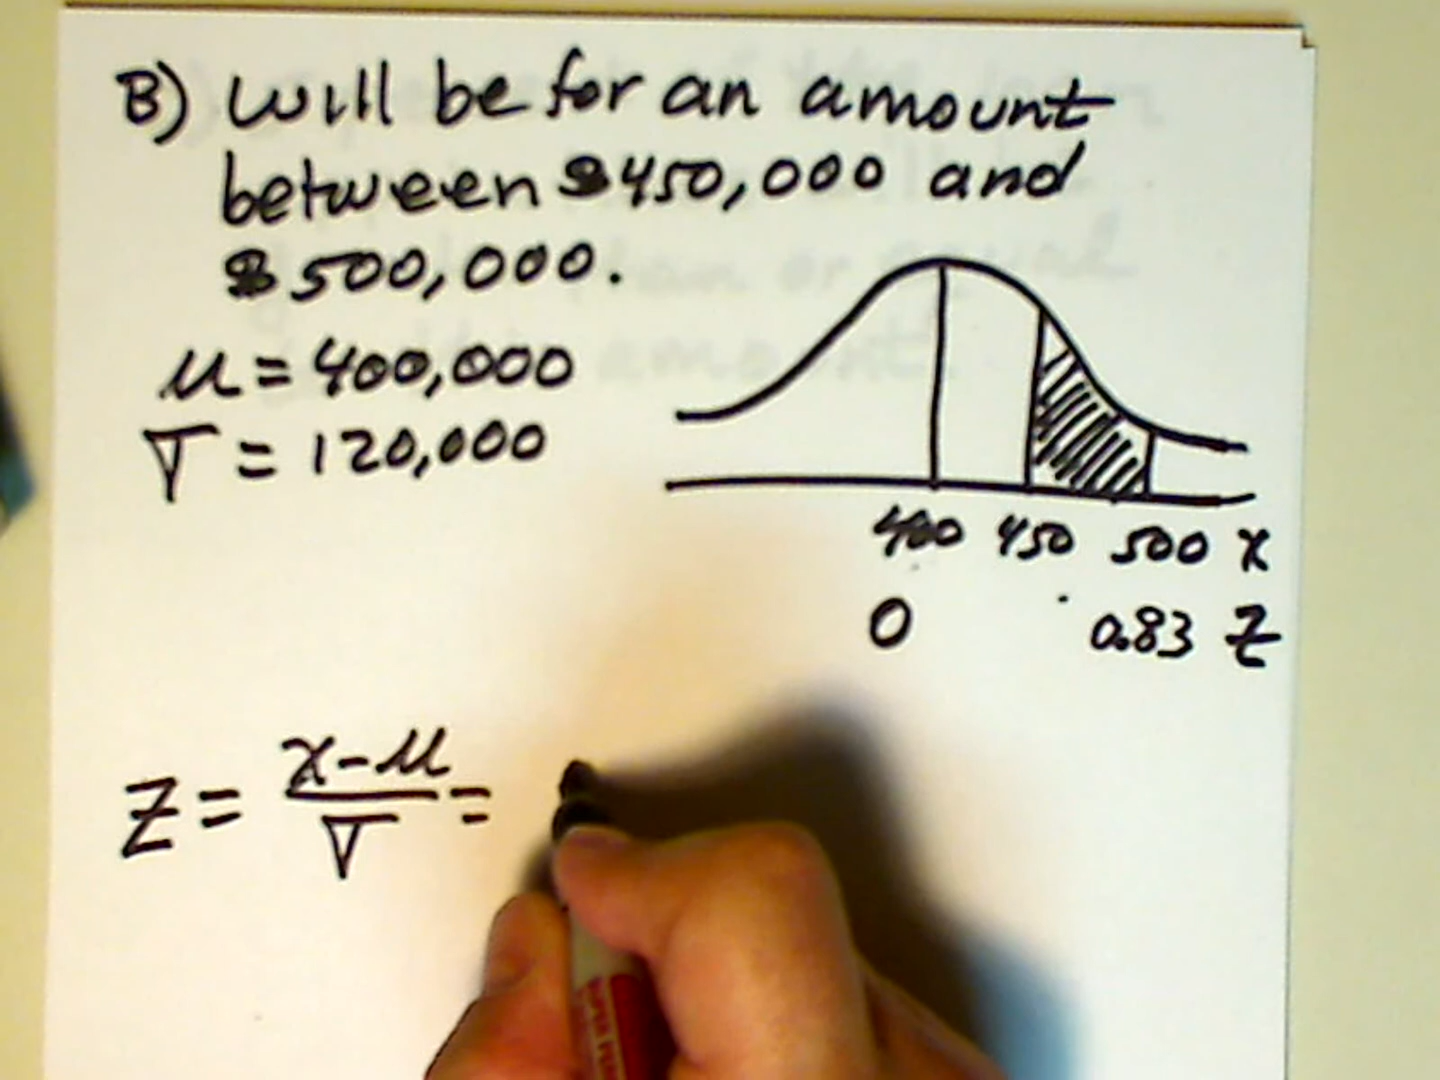 B) Will be for an amount
between $450,000 and
$500,000.
μ = 400,000
σ = 120,000
400 450 500 x
0 0.83 Z
Z = x-μ =
σ
SUPER